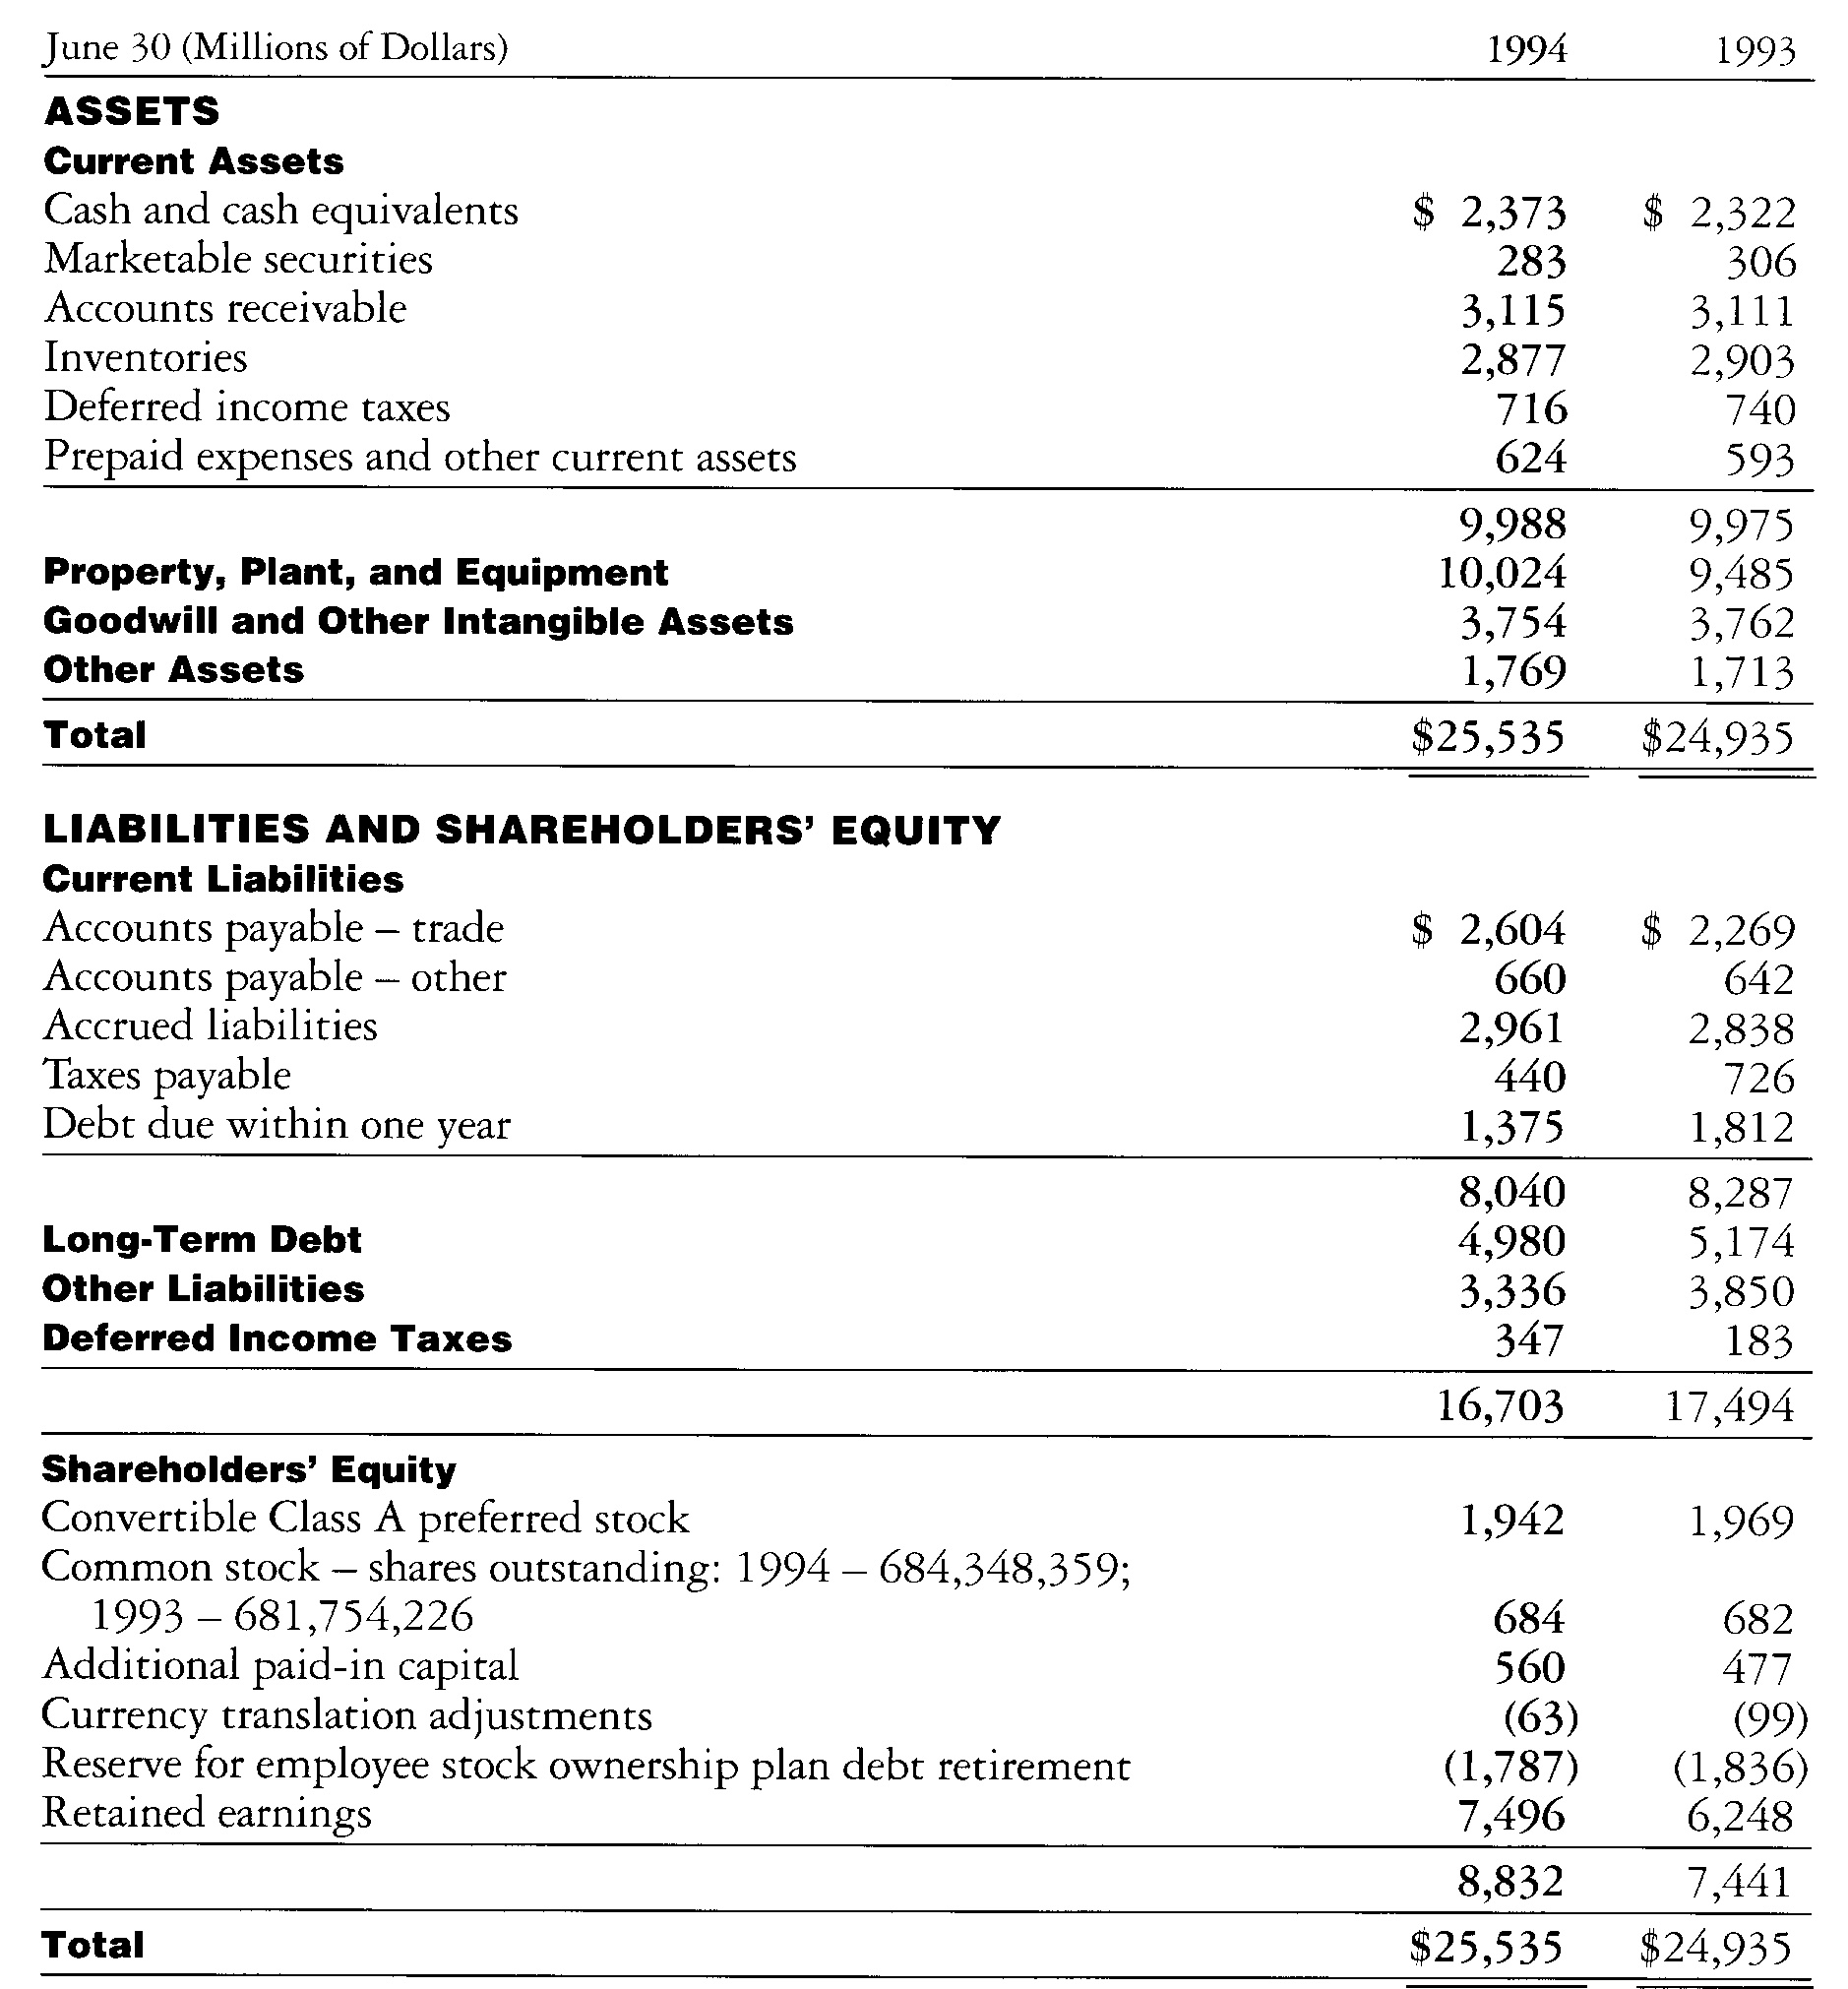 June 30 (Millions of Dollars) 1994 1993
ASSETS
Current Assets
Cash and cash equivalents $ 2,373 $ 2,322
Marketable securities 283 306
Accounts receivable 3,115 3,111
Inventories 2,877 2,903
Deferred income taxes 716 740
Prepaid expenses and other current assets 624 593
9,988 9,975
Property, Plant, and Equipment 10,024 9,485
Goodwill and Other Intangible Assets 3,754 3,762
Other Assets 1,769 1,713
Total $25,535 $24,935
LIABILITIES AND SHAREHOLDERS' EQUITY
Current Liabilities
Accounts payable – trade $ 2,604 $ 2,269
Accounts payable – other 660 642
Accrued liabilities 2,961 2,838
Taxes payable 440 726
Debt due within one year 1,375 1,812
8,040 8,287
Long-Term Debt 4,980 5,174
Other Liabilities 3,336 3,850
Deferred Income Taxes 347 183
16,703 17,494
Shareholders' Equity
Convertible Class A preferred stock 1,942 1,969
Common stock – shares outstanding: 1994 – 684,348,359;
1993 – 681,754,226 684 682
Additional paid-in capital 560 477
Currency translation adjustments (63) (99)
Reserve for employee stock ownership plan debt retirement (1,787) (1,836)
Retained earnings 7,496 6,248
8,832 7,441
Total $25,535 $24,935